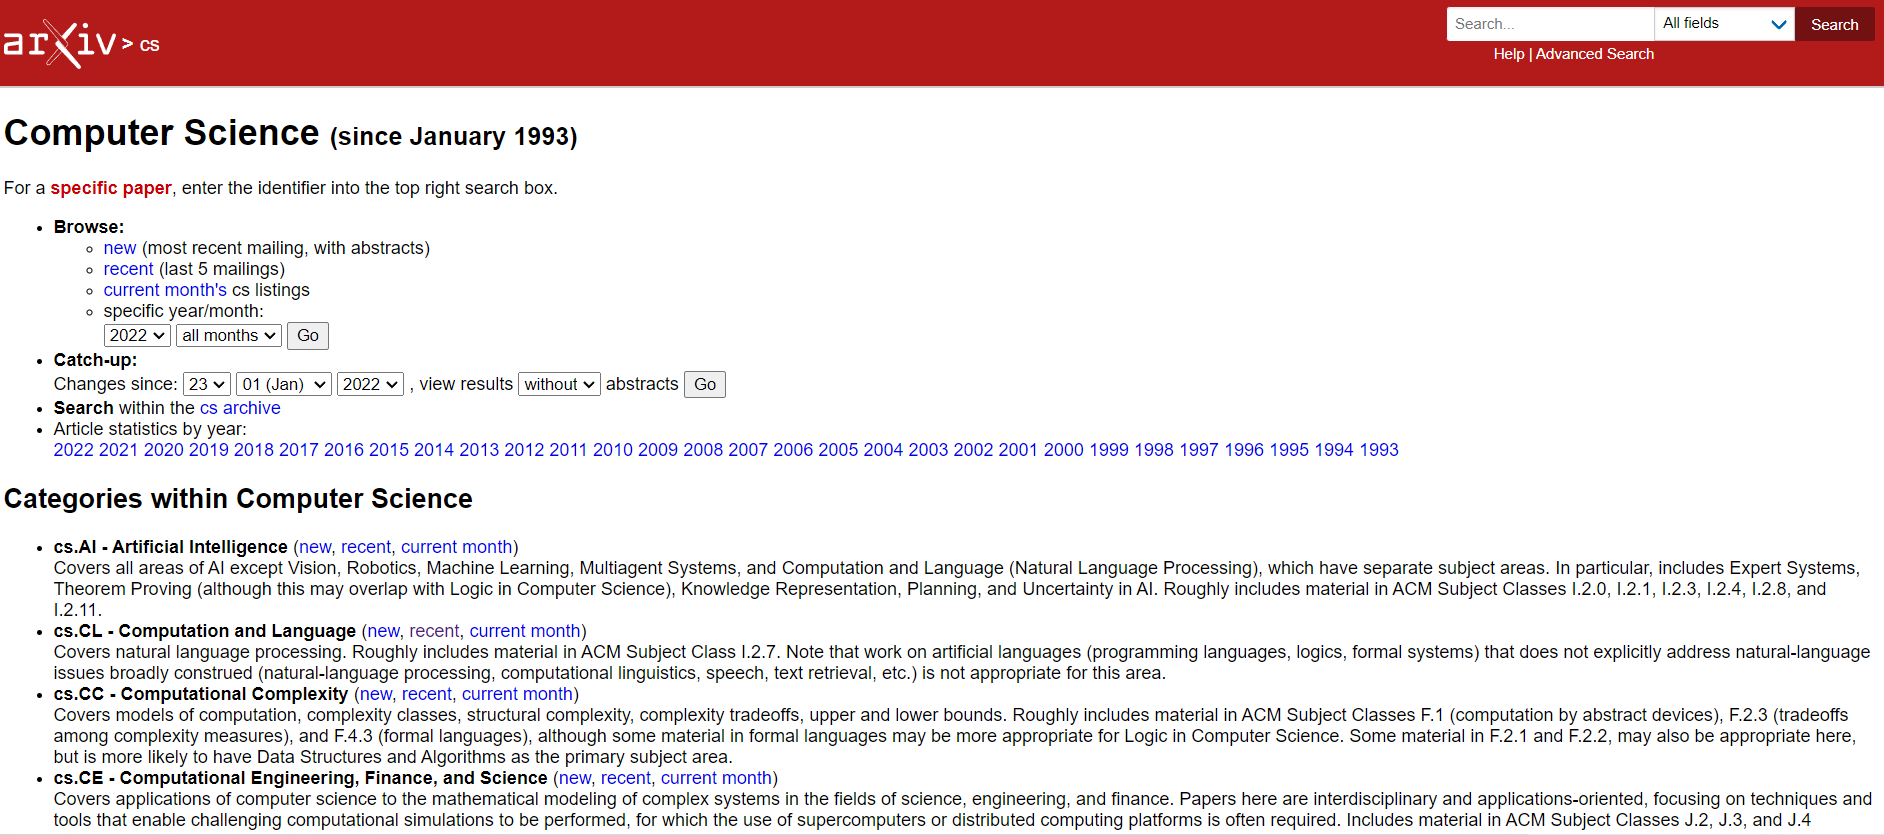 arXiv > cs
Search...
All fields
Search
Help | Advanced Search
Computer Science (since January 1993)
For a specific paper, enter the identifier into the top right search box.
Browse:
new (most recent mailing, with abstracts)
recent (last 5 mailings)
current month's cs listings
specific year/month:
2022 all months Go
Catch-up:
Changes since: 23 01 (Jan) 2022 , view results without abstracts Go
Search within the cs archive
Article statistics by year:
2022 2021 2020 2019 2018 2017 2016 2015 2014 2013 2012 2011 2010 2009 2008 2007 2006 2005 2004 2003 2002 2001 2000 1999 1998 1997 1996 1995 1994 1993
Categories within Computer Science
cs.AI - Artificial Intelligence (new, recent, current month)
Covers all areas of AI except Vision, Robotics, Machine Learning, Multiagent Systems, and Computation and Language (Natural Language Processing), which have separate subject areas. In particular, includes Expert Systems,
Theorem Proving (although this may overlap with Logic in Computer Science), Knowledge Representation, Planning, and Uncertainty in AI. Roughly includes material in ACM Subject Classes I.2.0, I.2.1, I.2.3, I.2.4, I.2.8, and
I.2.11.
cs.CL - Computation and Language (new, recent, current month)
Covers natural language processing. Roughly includes material in ACM Subject Class I.2.7. Note that work on artificial languages (programming languages, logics, formal systems) that does not explicitly address natural-language
issues broadly construed (natural-language processing, computational linguistics, speech, text retrieval, etc.) is not appropriate for this area.
cs.CC - Computational Complexity (new, recent, current month)
Covers models of computation, complexity classes, structural complexity, complexity tradeoffs, upper and lower bounds. Roughly includes material in ACM Subject Classes F.1 (computation by abstract devices), F.2.3 (tradeoffs
among complexity measures), and F.4.3 (formal languages), although some material in formal languages may be more appropriate for Logic in Computer Science. Some material in F.2.1 and F.2.2, may also be appropriate here,
but is more likely to have Data Structures and Algorithms as the primary subject area.
cs.CE - Computational Engineering, Finance, and Science (new, recent, current month)
Covers applications of computer science to the mathematical modeling of complex systems in the fields of science, engineering, and finance. Papers here are interdisciplinary and applications-oriented, focusing on techniques and
tools that enable challenging computational simulations to be performed, for which the use of supercomputers or distributed computing platforms is often required. Includes material in ACM Subject Classes J.2, J.3, and J.4